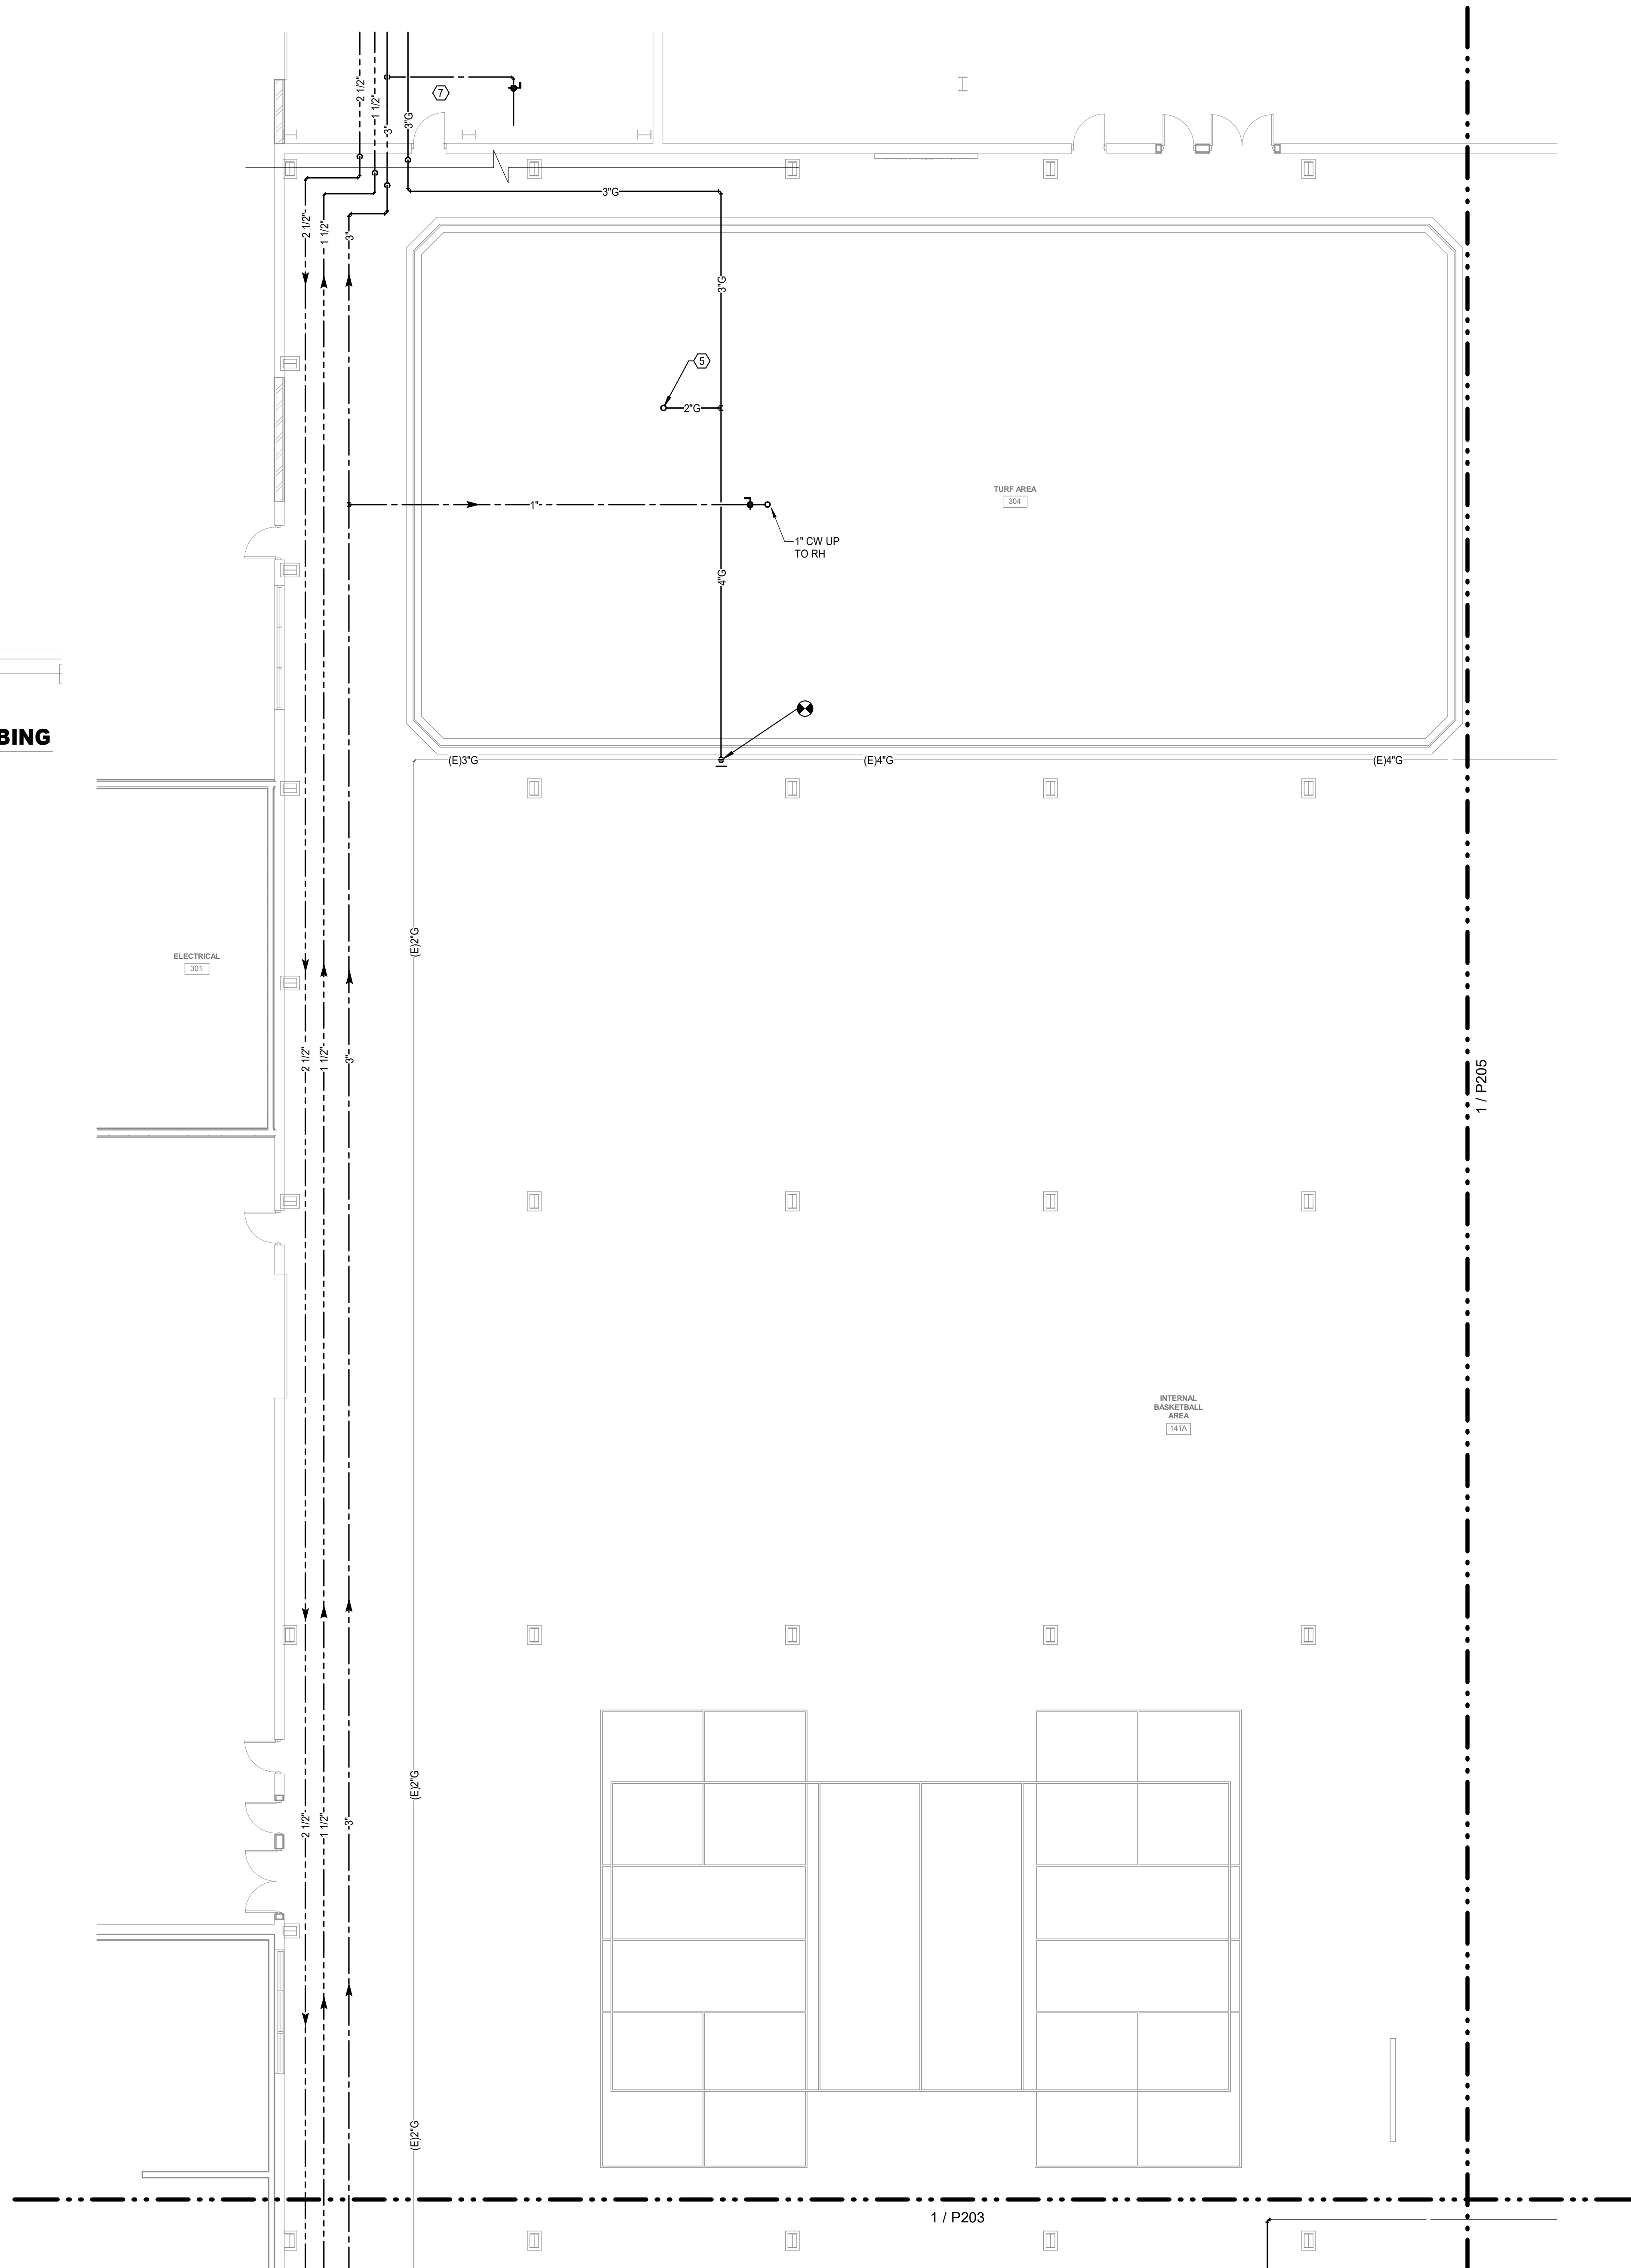 2 1/2"
1 1/2"
3"
3"G
7
3"G
2 1/2"
1 1/2"
3"
3"G
5
2"G
TURF AREA
304
1"
1" CW UP
TO RH
4"G
BING
(E)3"G
(E)4"G
(E)4"G
(E)2"G
ELECTRICAL
301
2 1/2"
1 1/2"
3"
1 / P205
INTERNAL
BASKETBALL
AREA
141A
(E)2"G
2 1/2"
1 1/2"
3"
(E)2"G
1 / P203